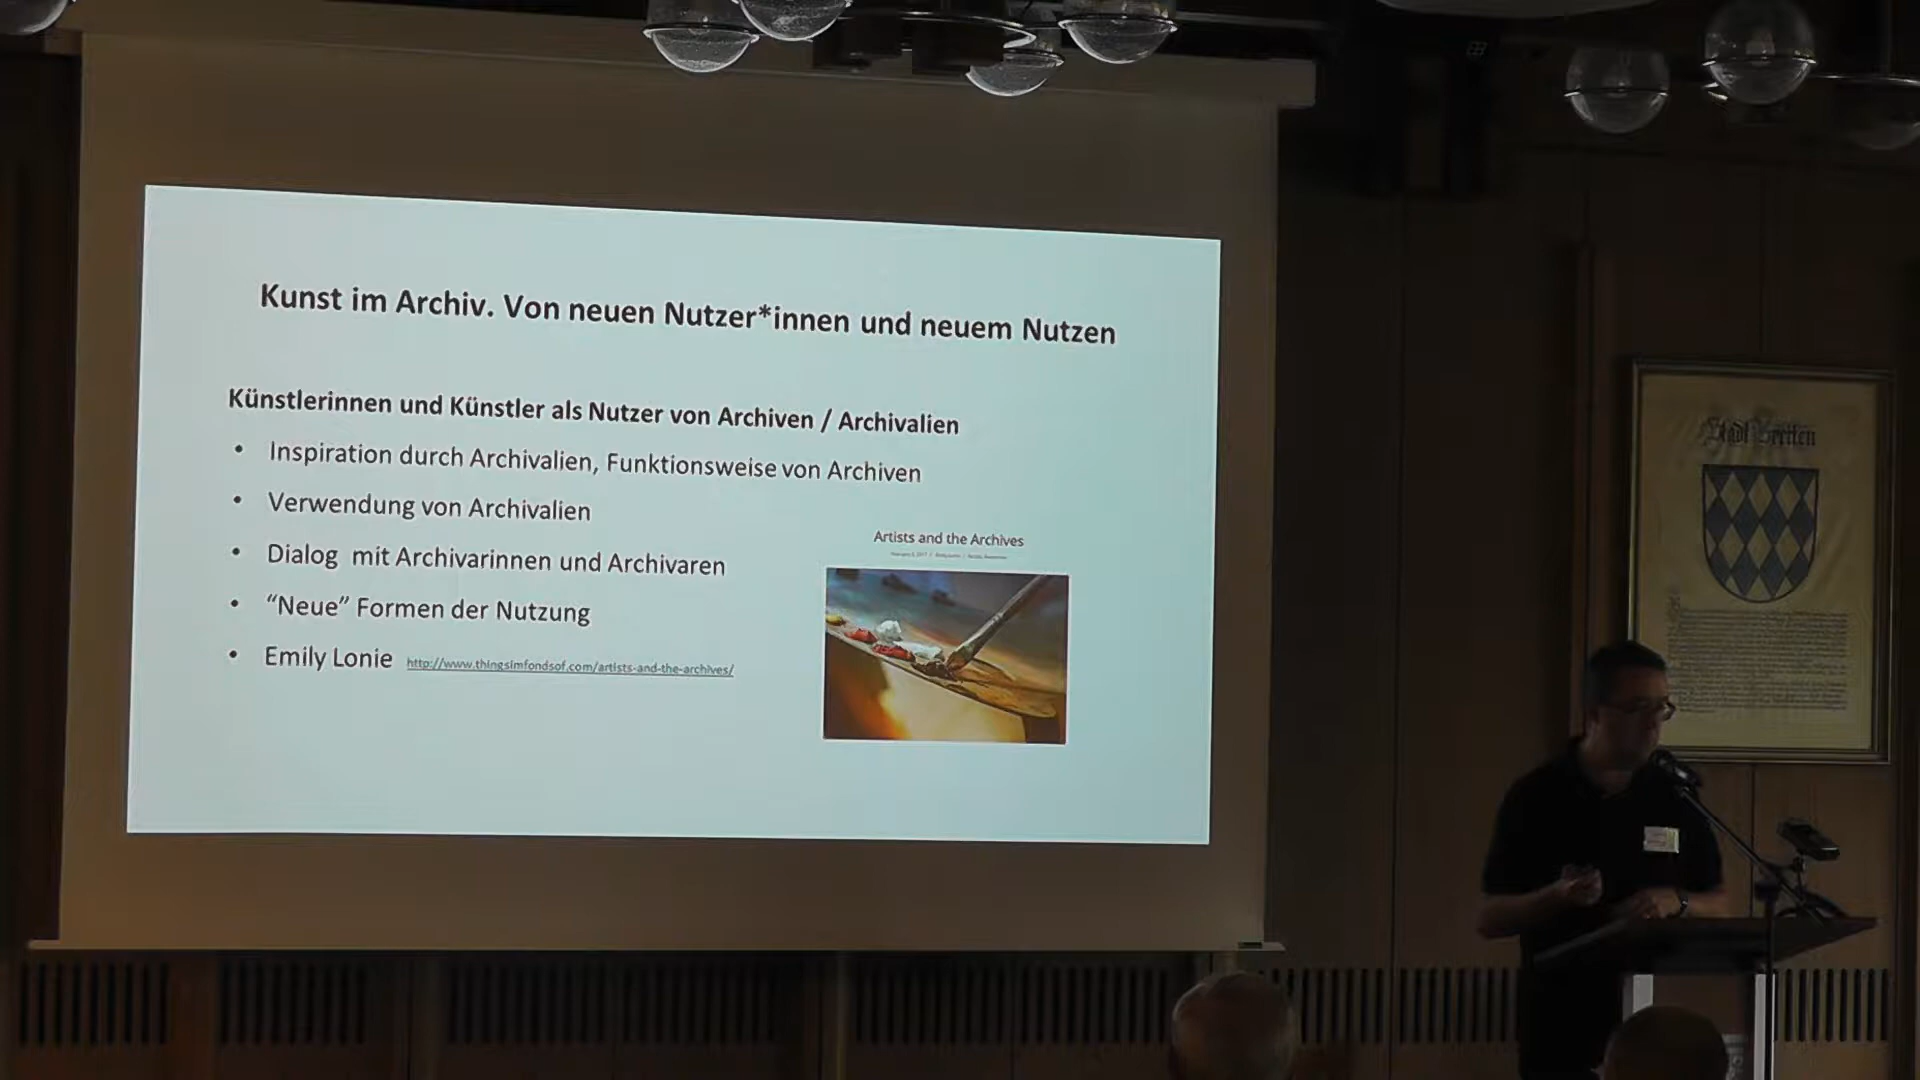 Kunst im Archiv. Von neuen Nutzer*innen und neuem Nutzen
Künstlerinnen und Künstler als Nutzer von Archiven / Archivalien
• Inspiration durch Archivalien, Funktionsweise von Archiven
• Verwendung von Archivalien
• Dialog mit Archivarinnen und Archivaren
• “Neue” Formen der Nutzung
• Emily Lonie http://www.thingsimfondsof.com/artists-and-the-archives/
Artists and the Archives
Stadt Bretten